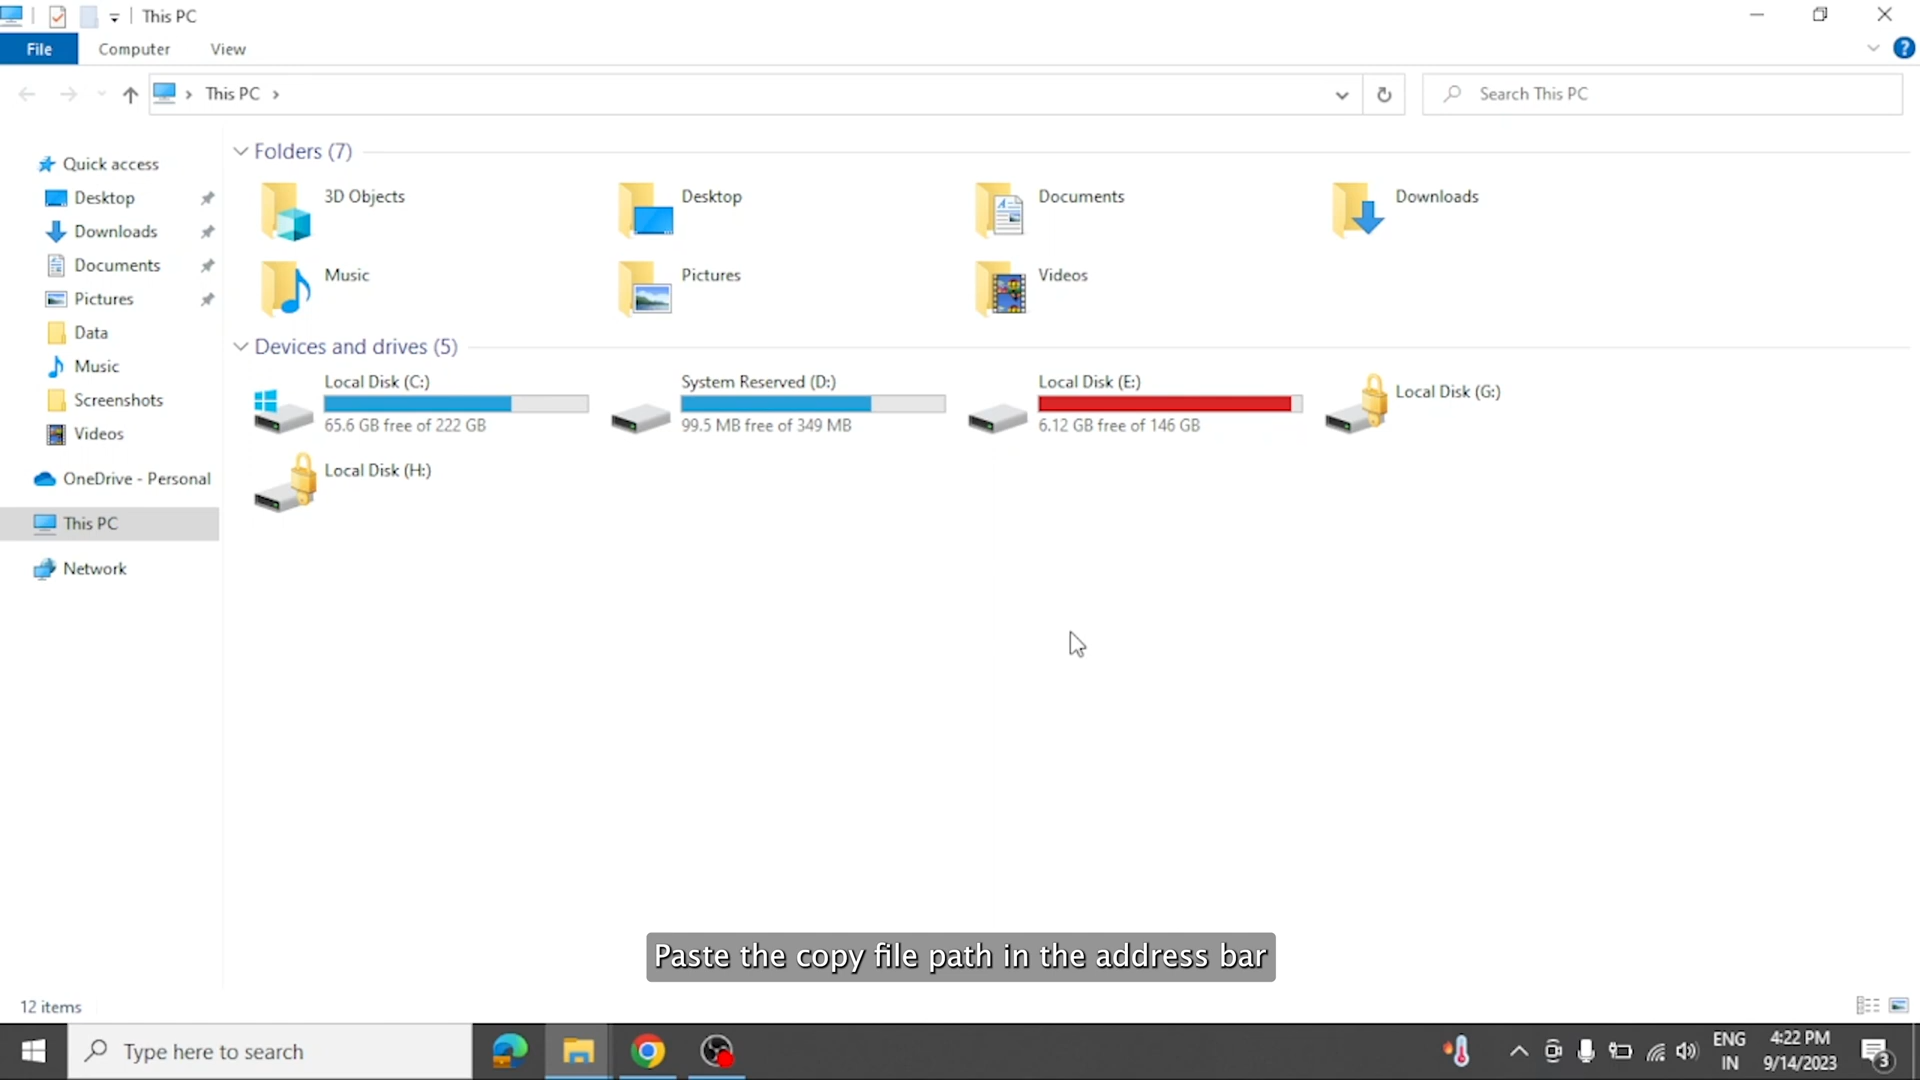 This PC
File Computer View
This PC
Search This PC
Quick access
Desktop
Downloads
Documents
Pictures
Data
Music
Screenshots
Videos
OneDrive - Personal
This PC
Network
Folders (7)
3D Objects
Desktop
Documents
Downloads
Music
Pictures
Videos
Devices and drives (5)
Local Disk (C:)
65.6 GB free of 222 GB
System Reserved (D:)
99.5 MB free of 349 MB
Local Disk (E:)
6.12 GB free of 146 GB
Local Disk (G:)
Local Disk (H:)
Paste the copy file path in the address bar
12 items
Type here to search
ENG
IN
4:22 PM
9/14/2023
3